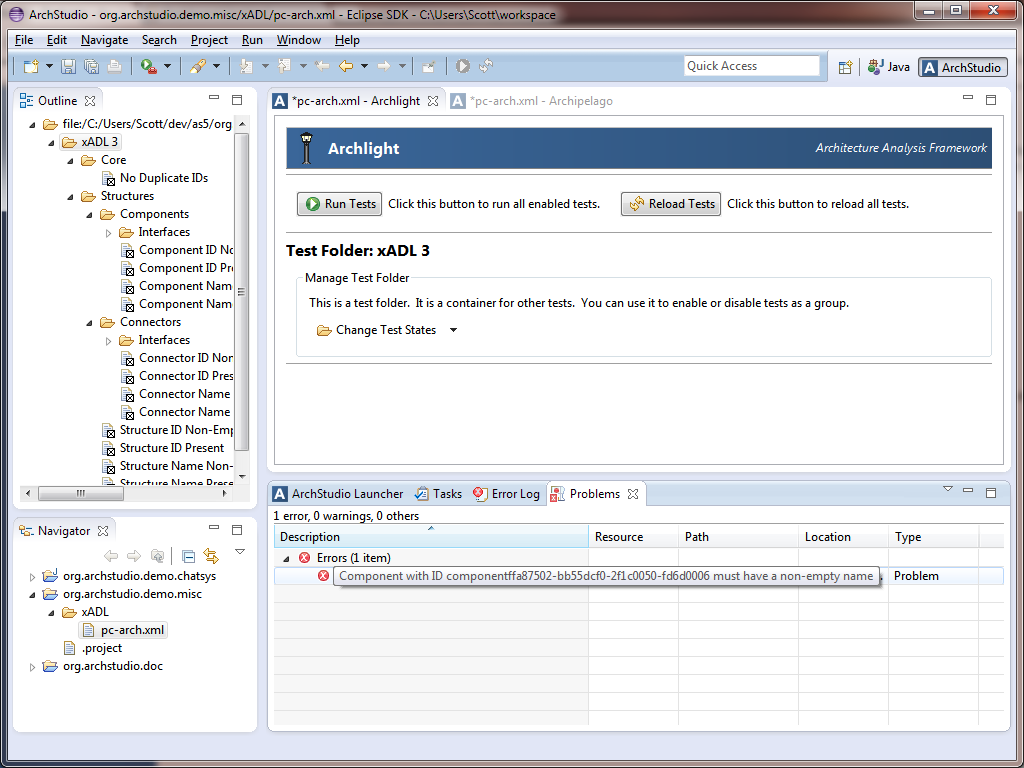 ArchStudio - org.archstudio.demo.misc/xADL/pc-arch.xml - Eclipse SDK - C:\Users\Scott\workspace
File Edit Navigate Search Project Run Window Help
Quick Access
Java
ArchStudio
Outline
file:/C:/Users/Scott/dev/as5/org
xADL 3
Core
No Duplicate IDs
Structures
Components
Interfaces
Component ID No
Component ID Pre
Component Nam
Component Nam
Connectors
Interfaces
Connector ID Non
Connector ID Pres
Connector Name
Connector Name
Structure ID Non-Emp
Structure ID Present
Structure Name Non-
Structure Name Prese
*pc-arch.xml - Archlight
*pc-arch.xml - Archipelago
Archlight
Architecture Analysis Framework
Run Tests Click this button to run all enabled tests.
Reload Tests Click this button to reload all tests.
Test Folder: xADL 3
Manage Test Folder
This is a test folder. It is a container for other tests. You can use it to enable or disable tests as a group.
Change Test States
Navigator
org.archstudio.demo.chatsys
org.archstudio.demo.misc
xADL
pc-arch.xml
.project
org.archstudio.doc
ArchStudio Launcher
Tasks
Error Log
Problems
1 error, 0 warnings, 0 others
Description Resource Path Location Type
Errors (1 item)
Component with ID componentffa87502-bb55dcf0-2f1c0050-fd6d0006 must have a non-empty name Problem